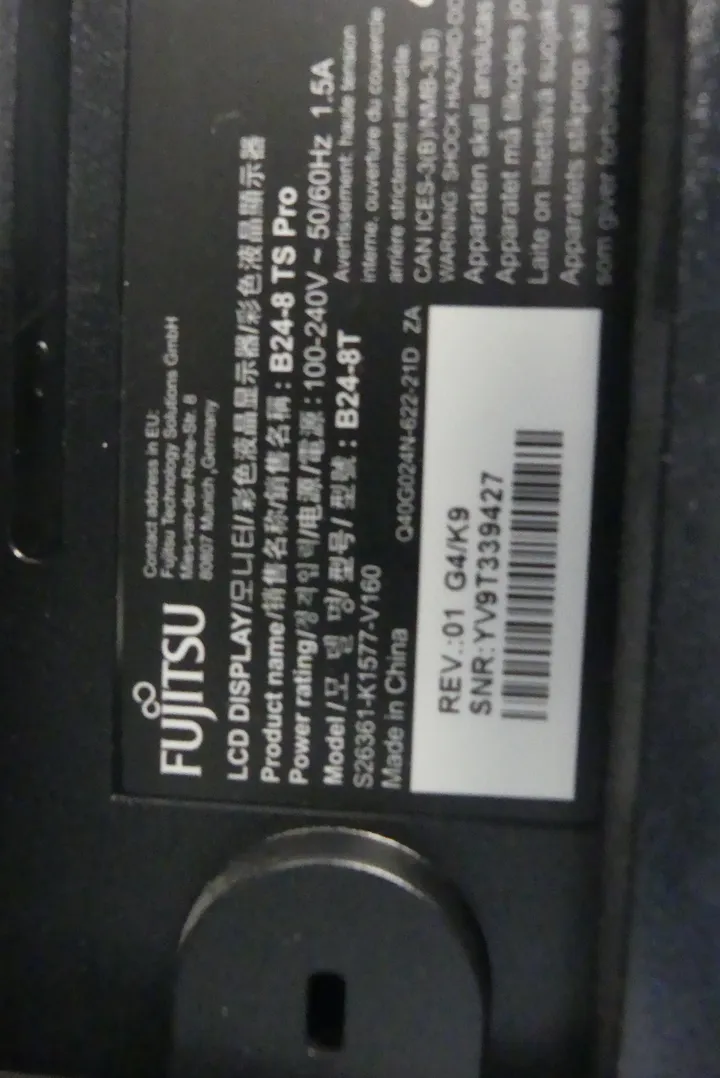 FUJITSU
Contact address in EU:
Fujitsu Technology Solutions GmbH
Mies-van-der-Rohe-Str. 8
80807 Munich ,Germany
LCD DISPLAY/모니터/彩色液晶显示器/彩色液晶顯示器
Product name/销售名称/銷售名稱 : B24-8 TS Pro
Power rating/정격입력/电源/電源 : 100-240V ~ 50/60Hz 1.5A
Model /모 델 명/ 型号/ 型號 : B24-8T
S26361-K1577-V160
Made in China
Q40G024N-622-21D ZA
REV.:01 G4/K9
SNR:YV9T339427
Avertissement: haute tension
interne, ouverture du couvercle
arrière strictement interdite.
CAN ICES-3(B)/NMB-3(B)
WARNING SHOCK HAZARD-DO
Apparaten skall anslutas
Apparatet må tilkoples jo
Laite on liitettävä suojako
Apparatets stikprop skal
som giver forbindelse til